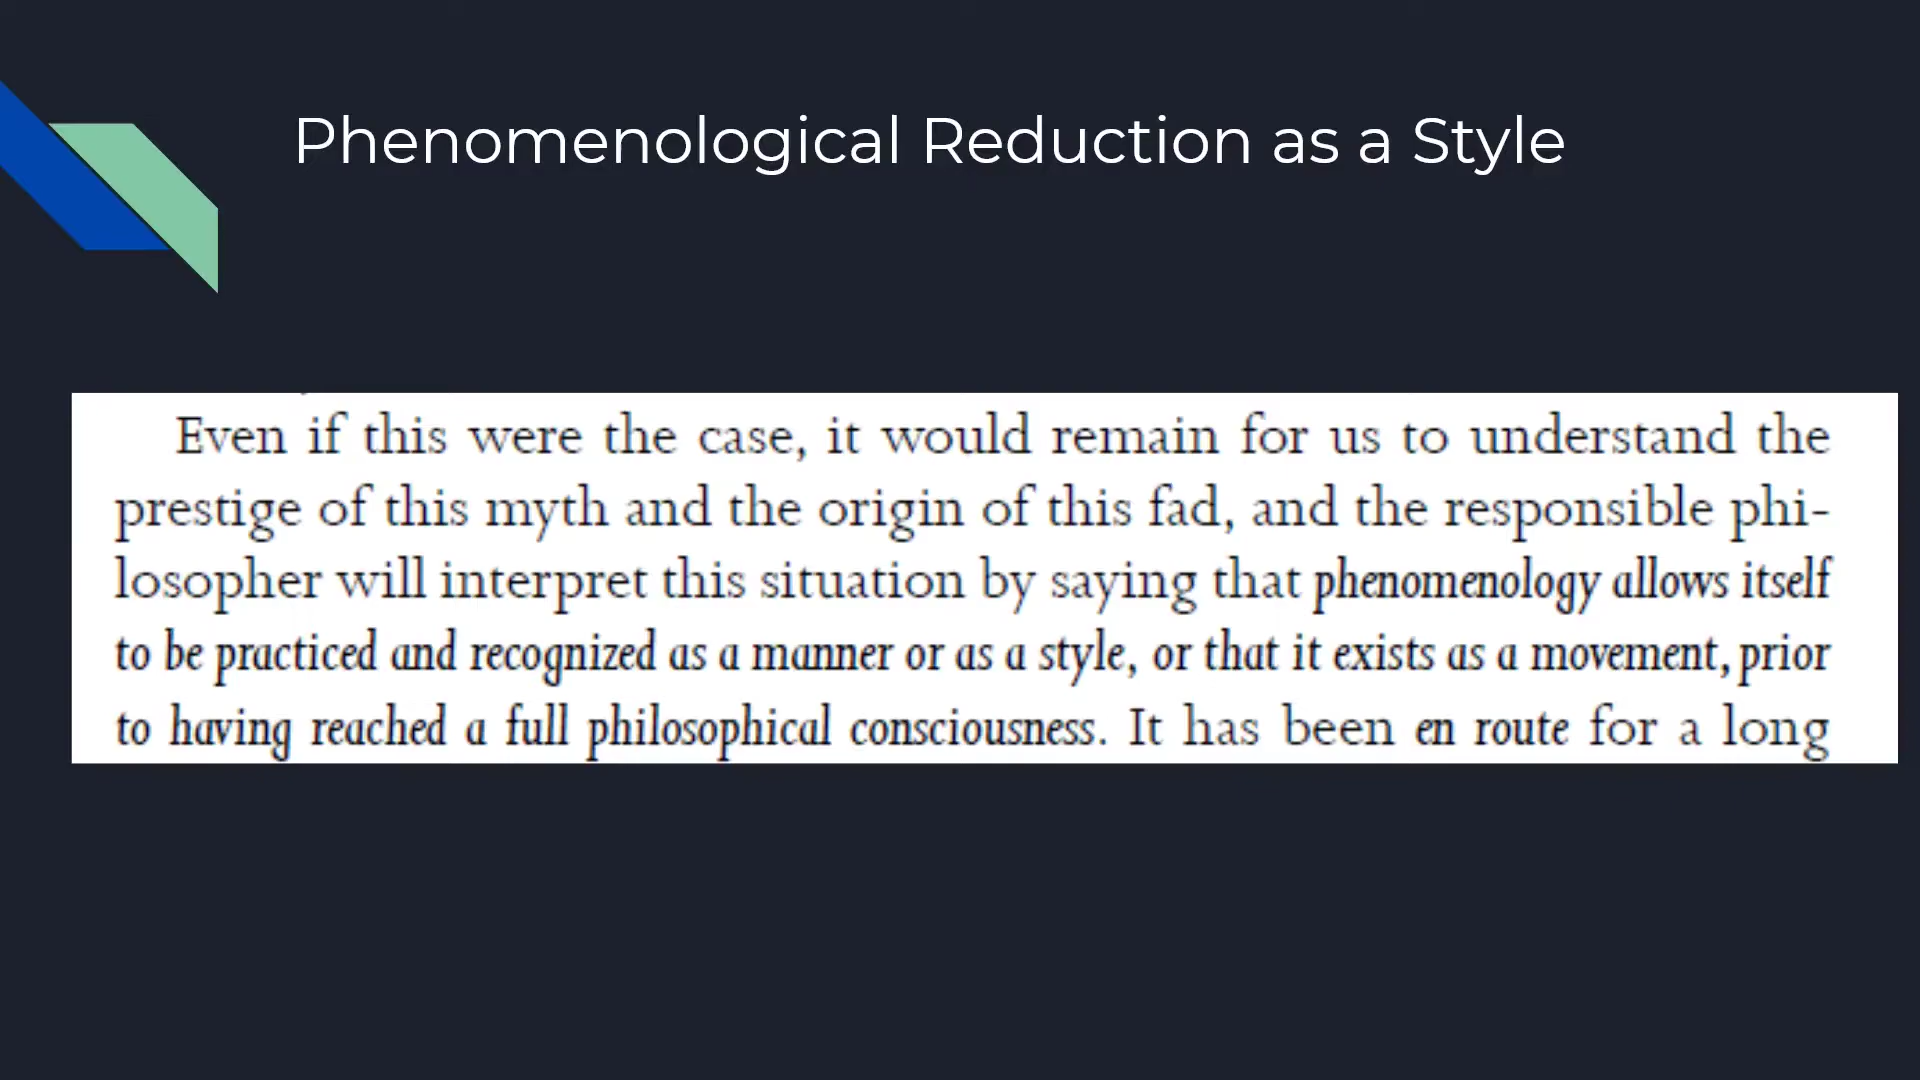 Phenomenological Reduction as a Style
Even if this were the case, it would remain for us to understand the
prestige of this myth and the origin of this fad, and the responsible phi-
losopher will interpret this situation by saying that phenomenology allows itself
to be practiced and recognized as a manner or as a style, or that it exists as a movement, prior
to having reached a full philosophical consciousness. It has been en route for a long